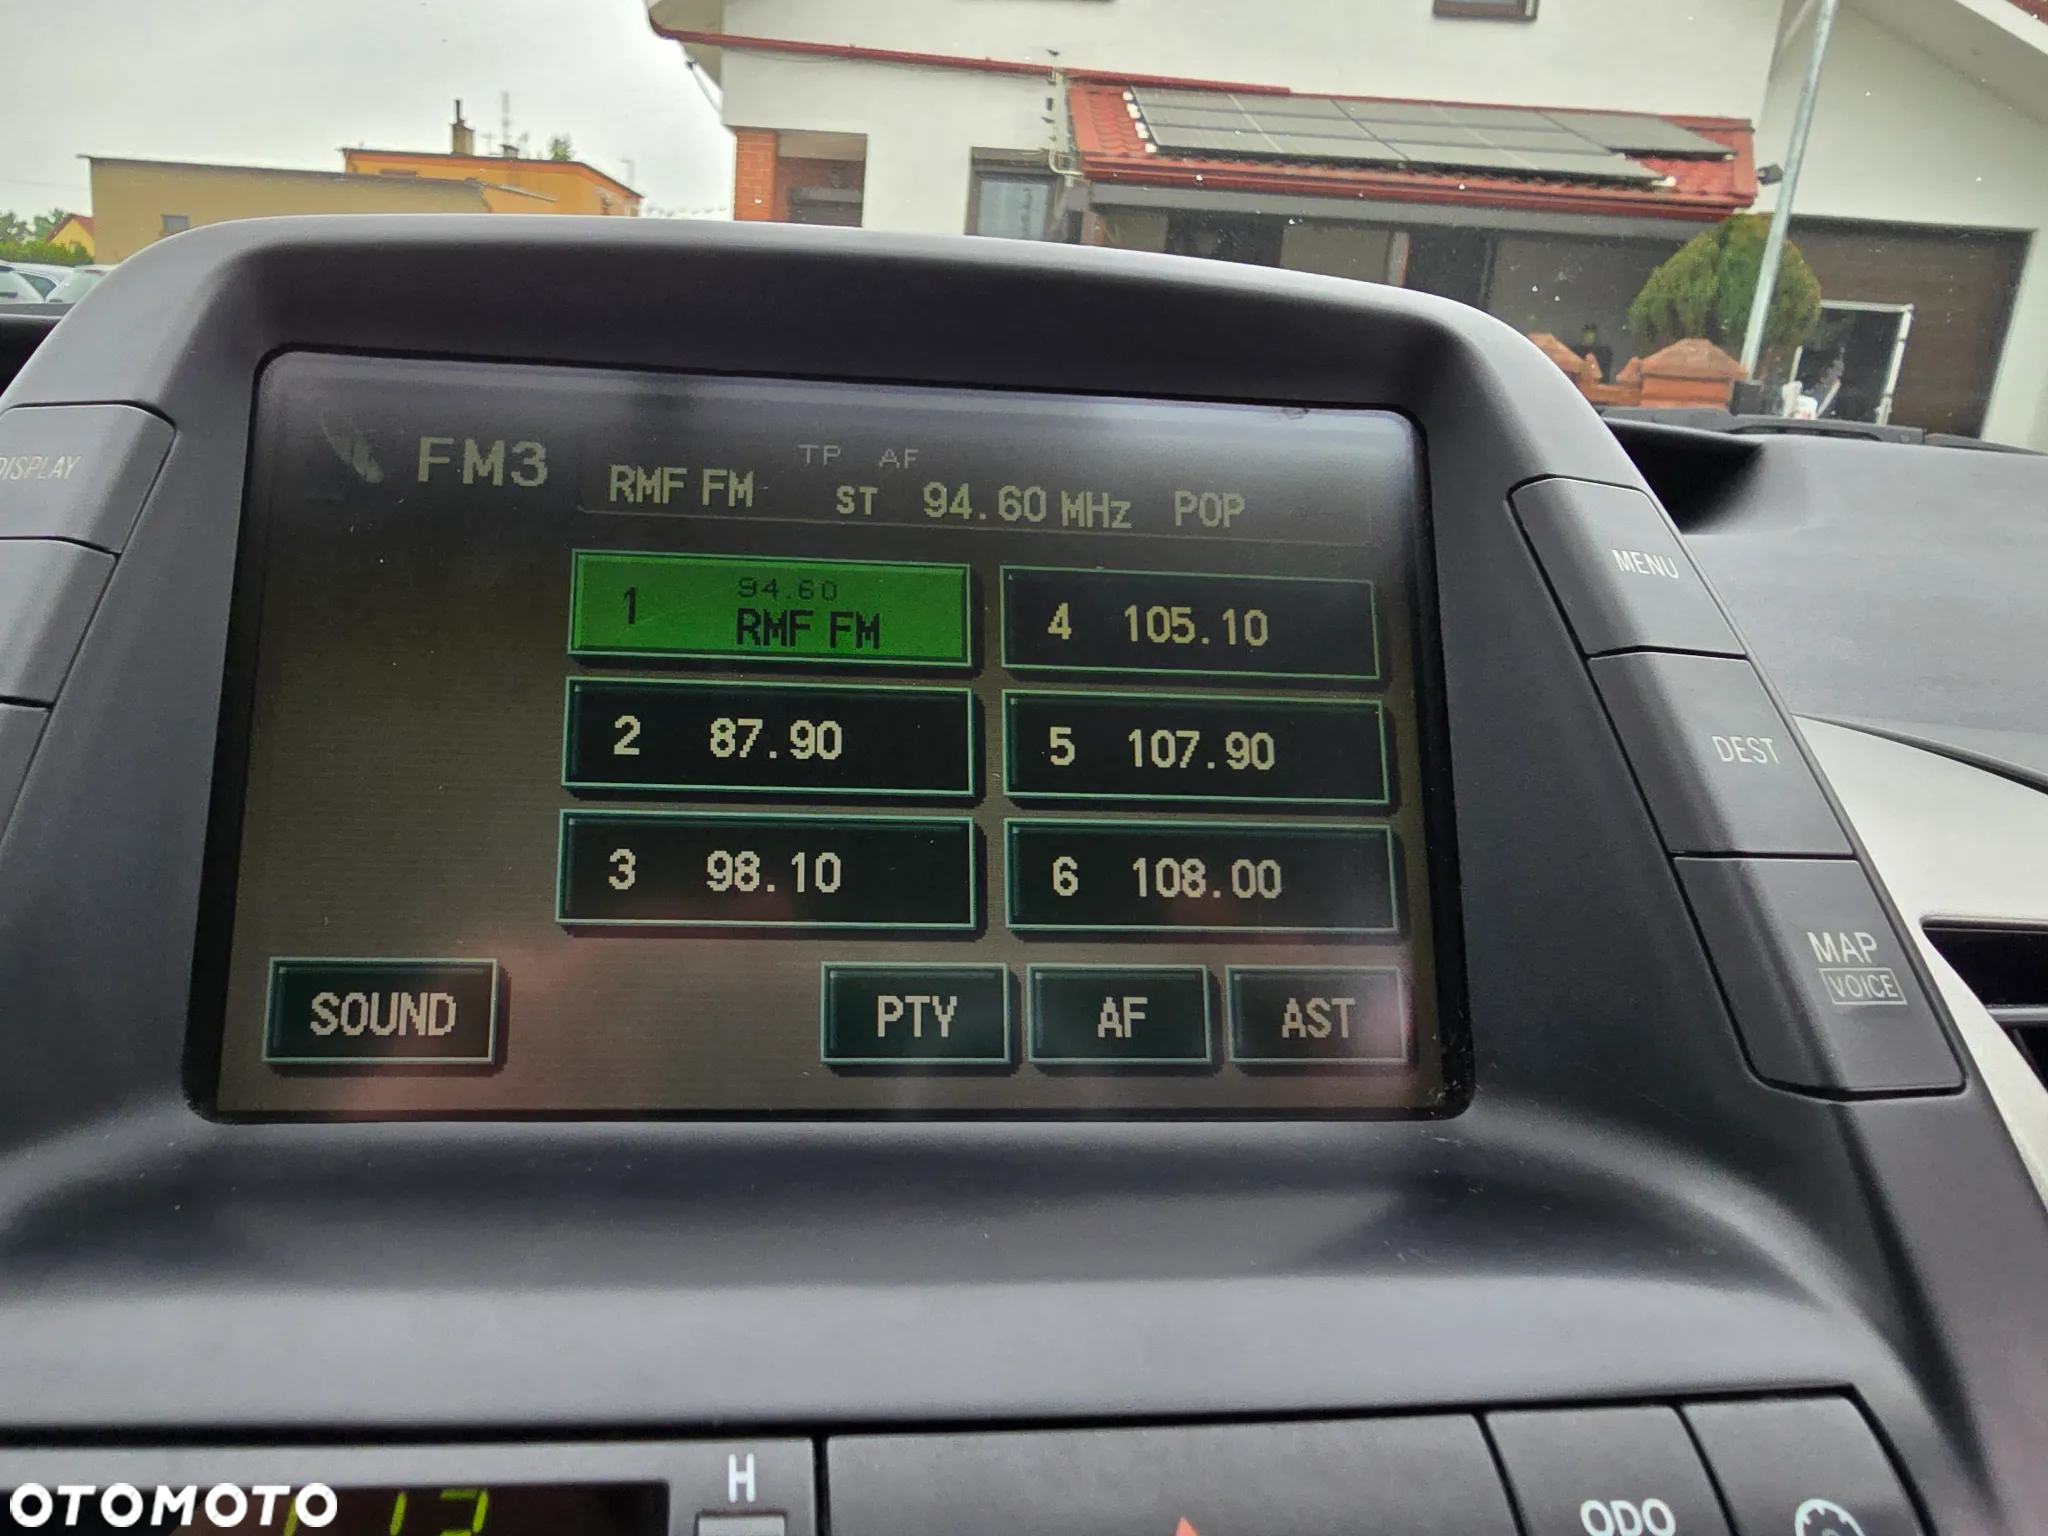 DISPLAY
FM3
TP AF
RMF FM ST 94.60 MHz POP
1 94.60 RMF FM
4 105.10
2 87.90
5 107.90
3 98.10
6 108.00
SOUND PTY AF AST
MENU
DEST
MAP
VOICE
H
ODO
OTOMOTO